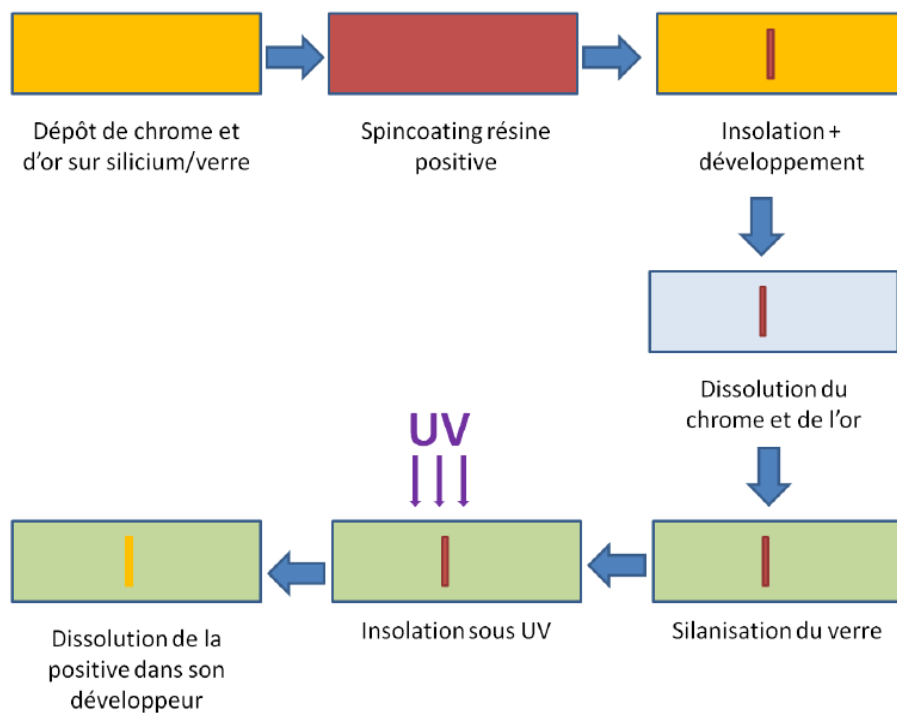 Dépôt de chrome et
d'or sur silicium/verre
Spincoating résine
positive
Insolation +
développement
Dissolution du
chrome et de l'or
Silanisation du verre
UV
Insolation sous UV
Dissolution de la
positive dans son
développeur